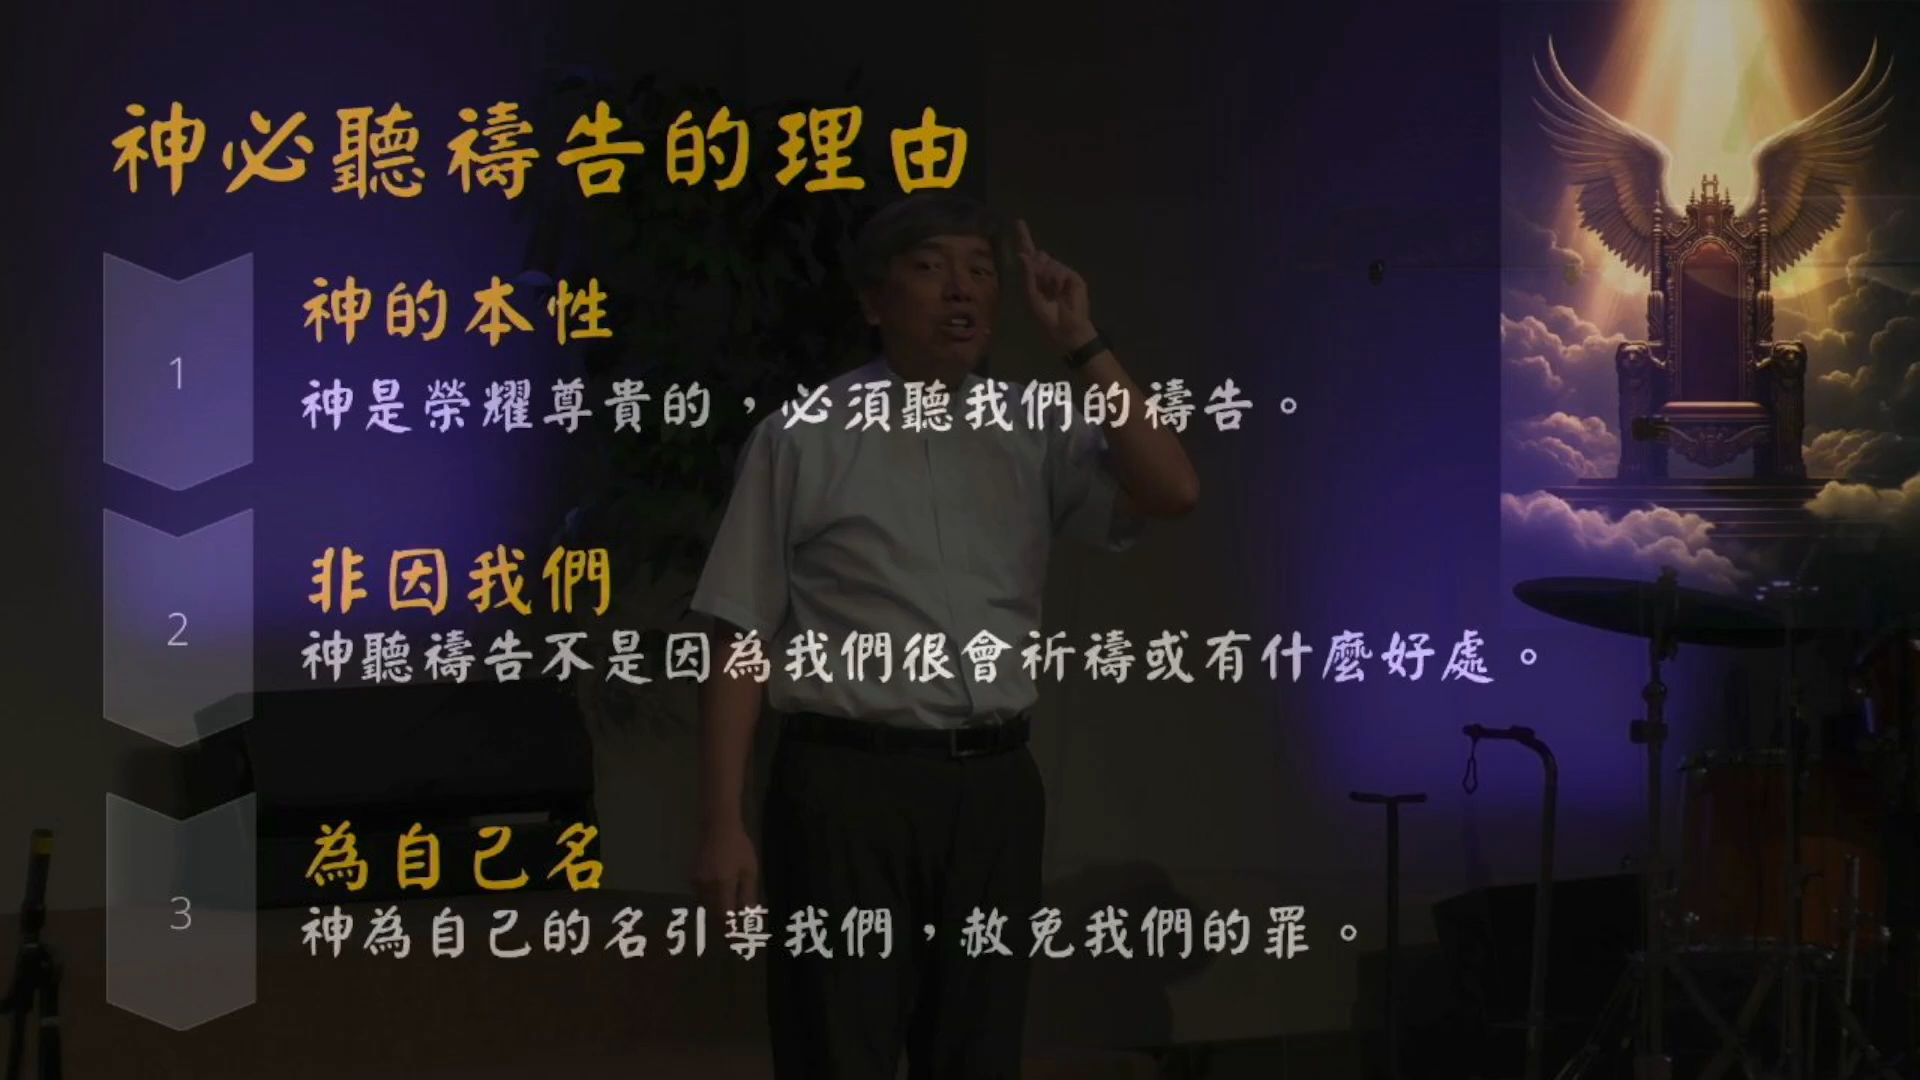 神必聽禱告的理由
1
神的本性
神是榮耀尊貴的，必須聽我們的禱告。
2
非因我們
神聽禱告不是因為我們很會祈禱或有什麼好處。
3
為自己名
神為自己的名引導我們，赦免我們的罪。